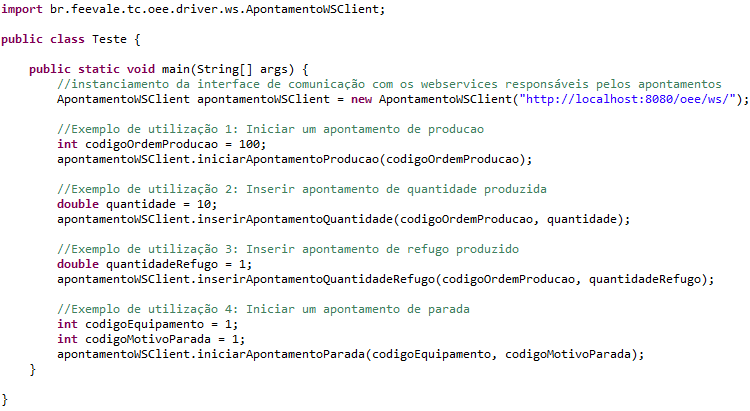 import br.feevale.tc.oee.driver.ws.ApontamentoWSClient;
public class Teste {
public static void main(String[] args) {
//instanciamento da interface de comunicação com os webservices responsáveis pelos apontamentos
ApontamentoWSClient apontamentoWSClient = new ApontamentoWSClient("http://localhost:8080/oee/ws/");
//Exemplo de utilização 1: Iniciar um apontamento de producao
int codigoOrdemProducao = 100;
apontamentoWSClient.iniciarApontamentoProducao(codigoOrdemProducao);
//Exemplo de utilização 2: Inserir apontamento de quantidade produzida
double quantidade = 10;
apontamentoWSClient.inserirApontamentoQuantidade(codigoOrdemProducao, quantidade);
//Exemplo de utilização 3: Inserir apontamento de refugo produzido
double quantidadeRefugo = 1;
apontamentoWSClient.inserirApontamentoQuantidadeRefugo(codigoOrdemProducao, quantidadeRefugo);
//Exemplo de utilização 4: Iniciar um apontamento de parada
int codigoEquipamento = 1;
int codigoMotivoParada = 1;
apontamentoWSClient.iniciarApontamentoParada(codigoEquipamento, codigoMotivoParada);
}
}